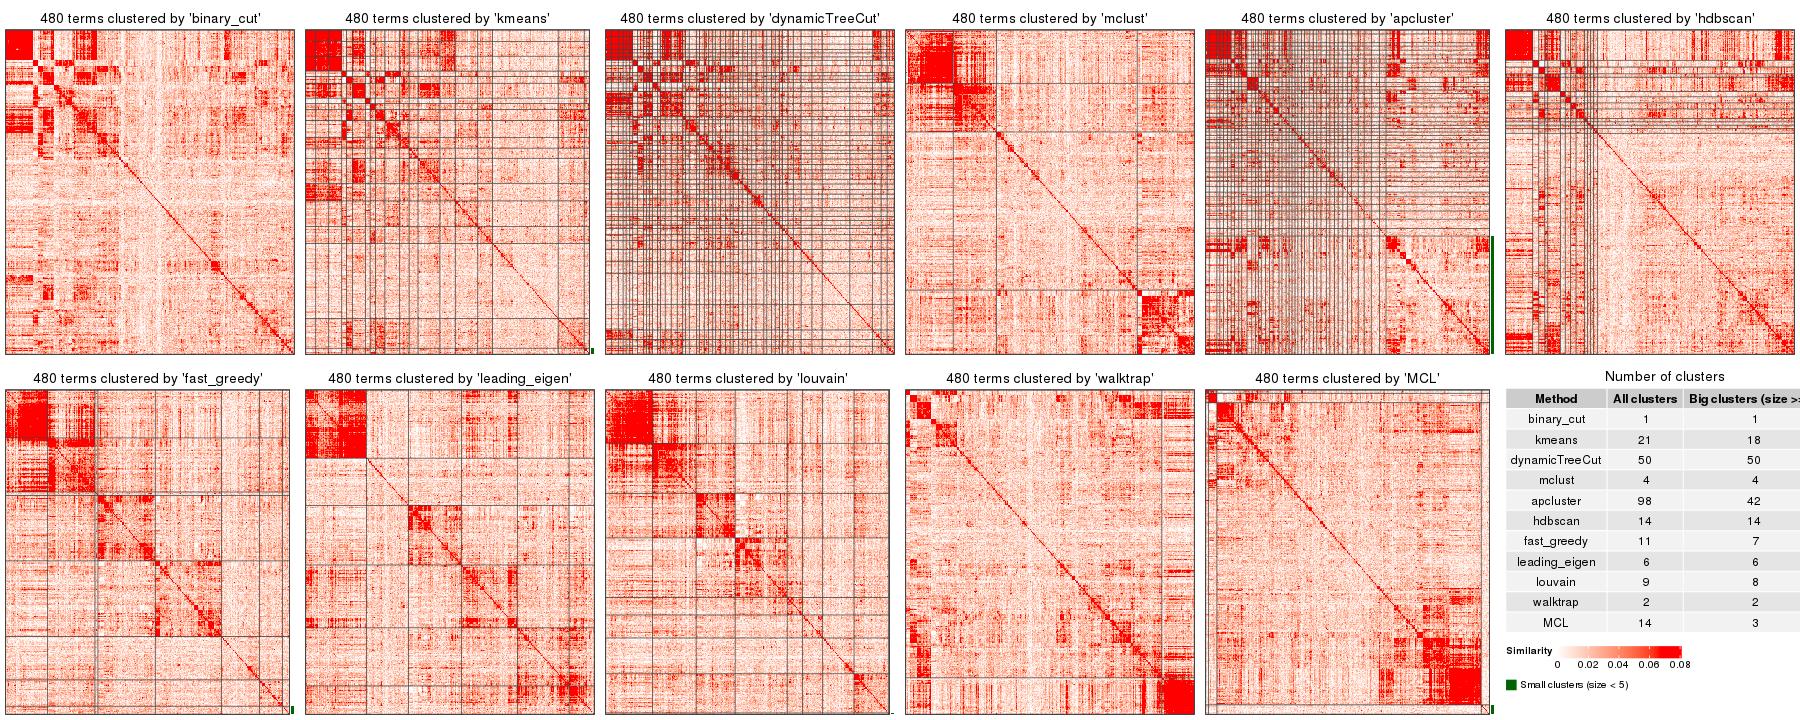 480 terms clustered by 'binary_cut'
480 terms clustered by 'kmeans'
480 terms clustered by 'dynamicTreeCut'
480 terms clustered by 'mclust'
480 terms clustered by 'apcluster'
480 terms clustered by 'hdbscan'
480 terms clustered by 'fast_greedy'
480 terms clustered by 'leading_eigen'
480 terms clustered by 'louvain'
480 terms clustered by 'walktrap'
480 terms clustered by 'MCL'
Number of clusters
Method All clusters Big clusters (size >=
binary_cut 1 1
kmeans 21 18
dynamicTreeCut 50 50
mclust 4 4
apcluster 98 42
hdbscan 14 14
fast_greedy 11 7
leading_eigen 6 6
louvain 9 8
walktrap 2 2
MCL 14 3
Similarity
0 0.02 0.04 0.06 0.08
Small clusters (size < 5)